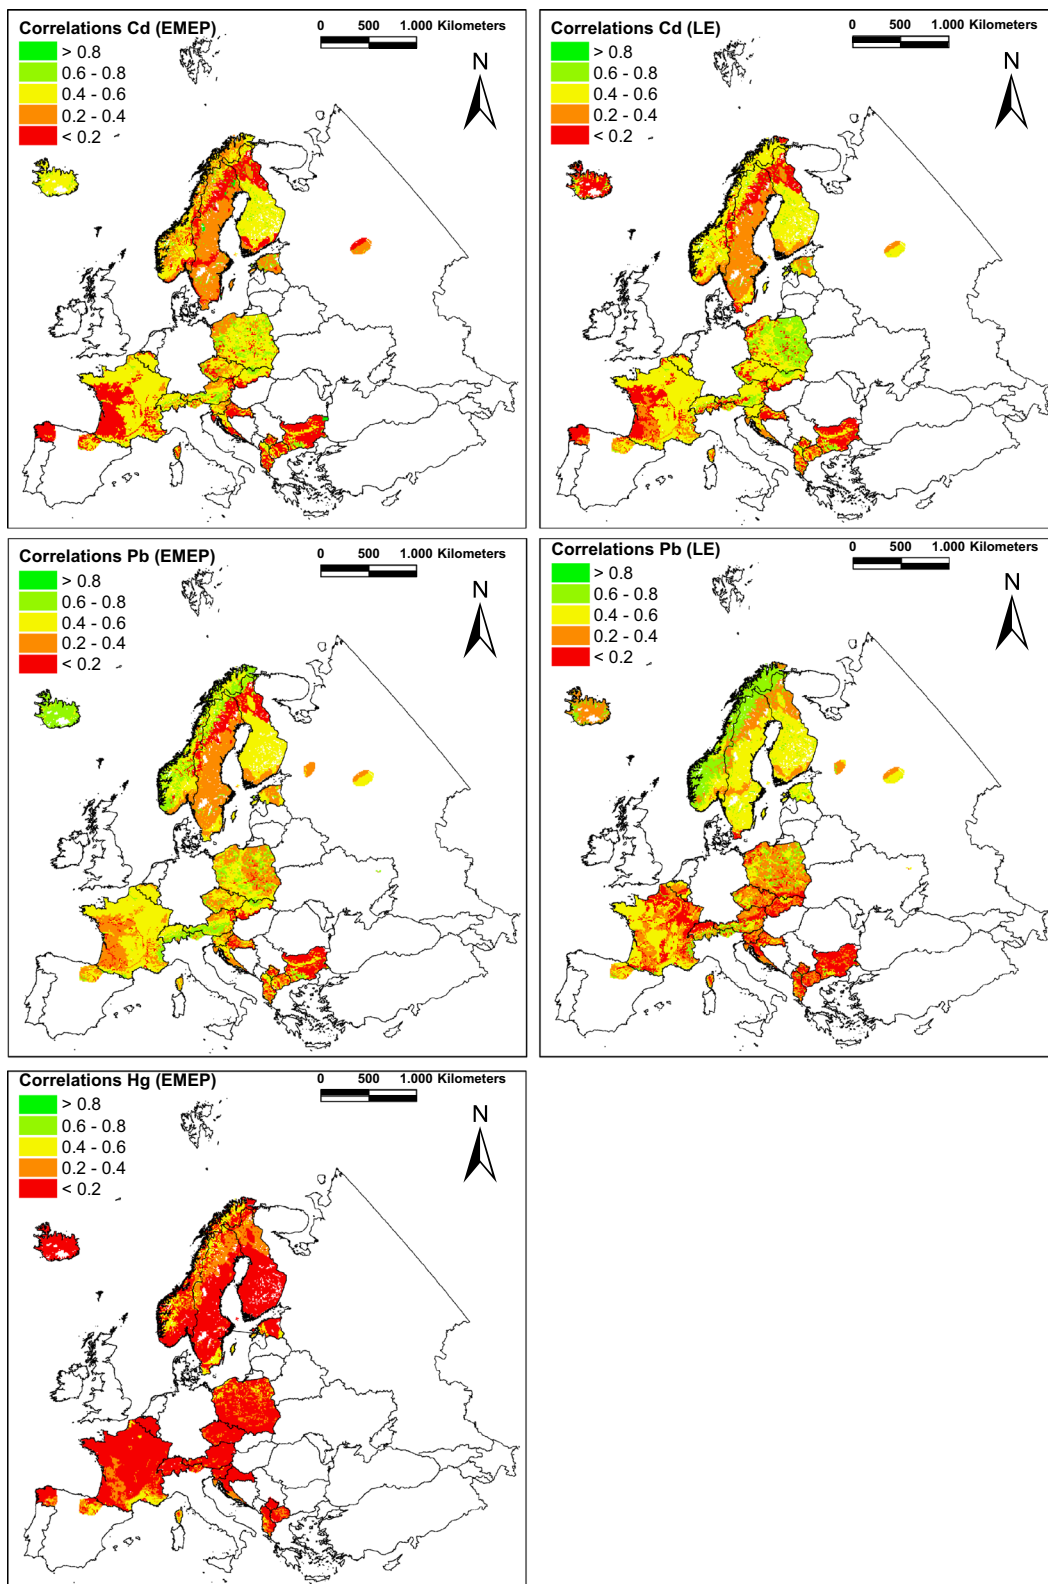 Correlations Cd (EMEP)
0 500 1.000 Kilometers
> 0.8
0.6 - 0.8
0.4 - 0.6
0.2 - 0.4
< 0.2
N
Correlations Cd (LE)
0 500 1.000 Kilometers
> 0.8
0.6 - 0.8
0.4 - 0.6
0.2 - 0.4
< 0.2
N
Correlations Pb (EMEP)
0 500 1.000 Kilometers
> 0.8
0.6 - 0.8
0.4 - 0.6
0.2 - 0.4
< 0.2
N
Correlations Pb (LE)
0 500 1.000 Kilometers
> 0.8
0.6 - 0.8
0.4 - 0.6
0.2 - 0.4
< 0.2
N
Correlations Hg (EMEP)
0 500 1.000 Kilometers
> 0.8
0.6 - 0.8
0.4 - 0.6
0.2 - 0.4
< 0.2
N